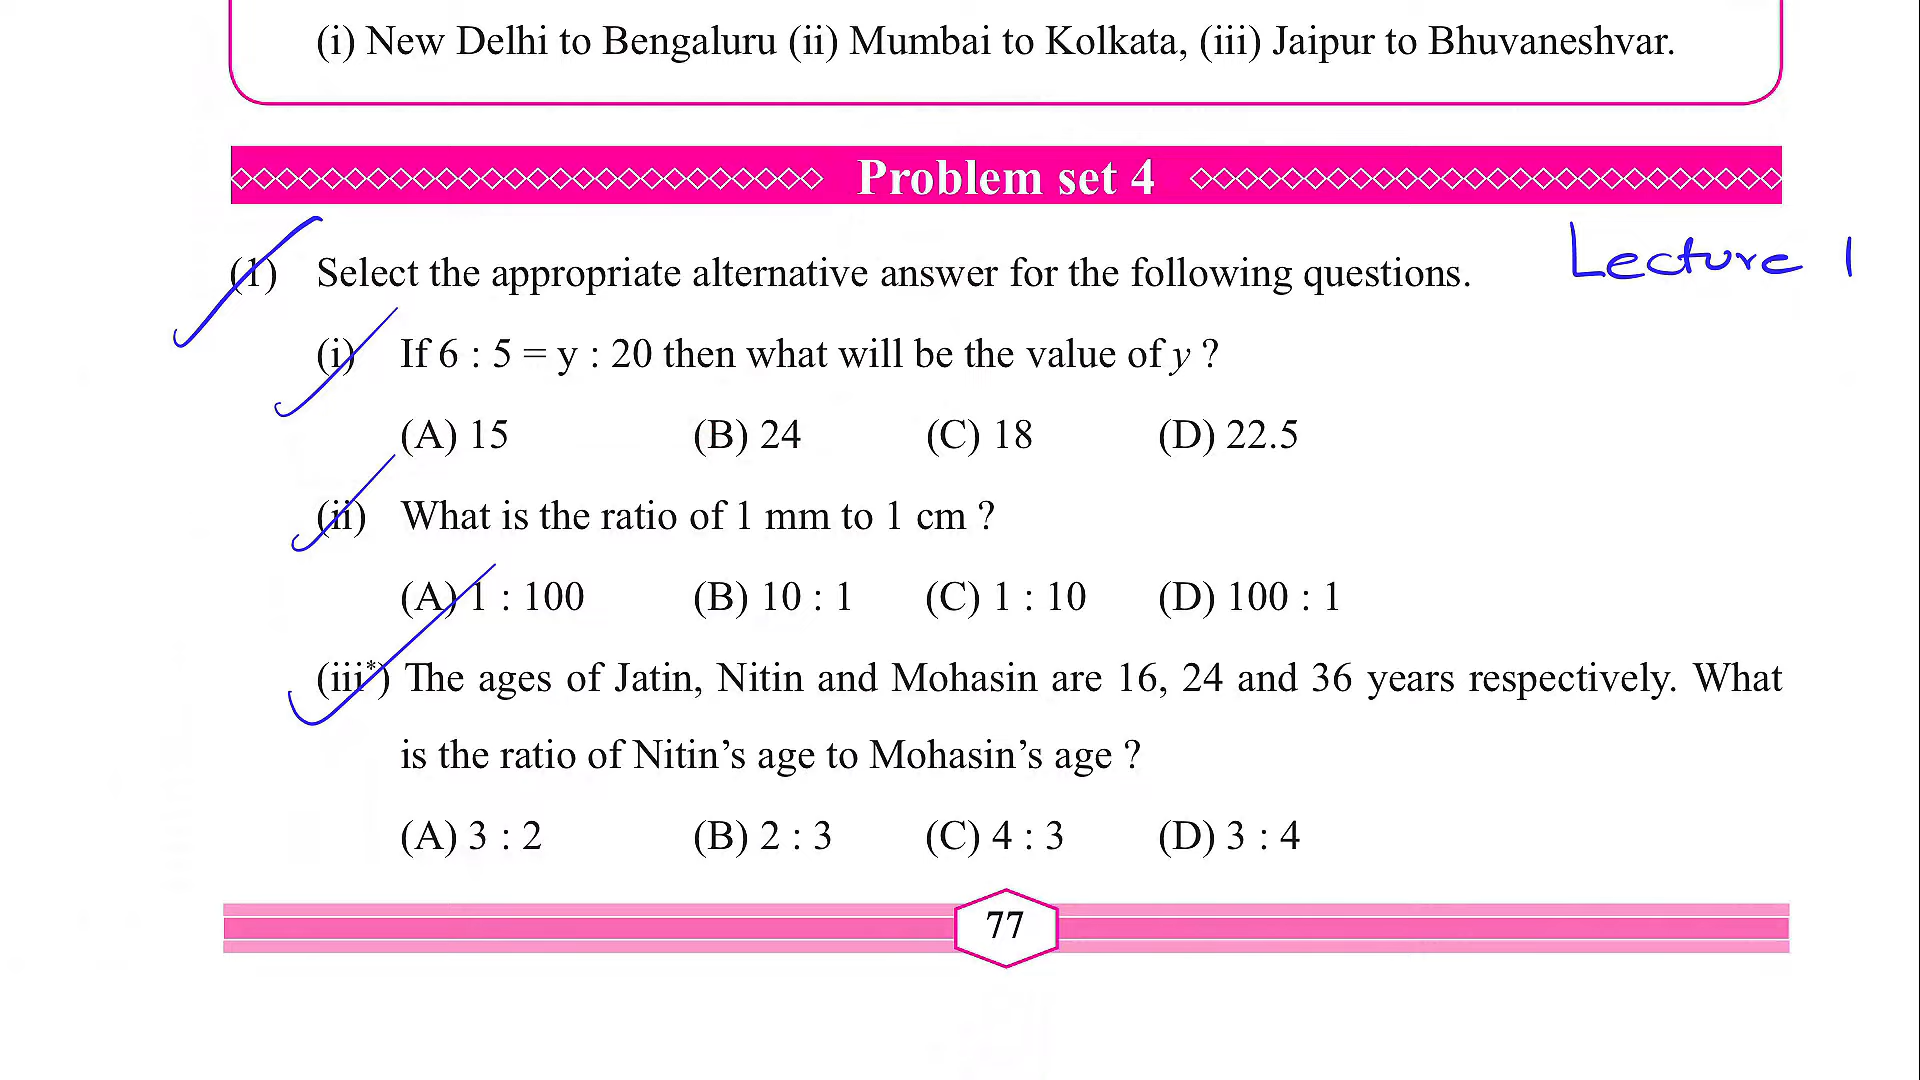 (i) New Delhi to Bengaluru (ii) Mumbai to Kolkata, (iii) Jaipur to Bhuvaneshvar.
Problem set 4
Lecture 1
(1) Select the appropriate alternative answer for the following questions.
(i) If 6 : 5 = y : 20 then what will be the value of y ?
(A) 15 (B) 24 (C) 18 (D) 22.5
(ii) What is the ratio of 1 mm to 1 cm ?
(A) 1 : 100 (B) 10 : 1 (C) 1 : 10 (D) 100 : 1
(iii*) The ages of Jatin, Nitin and Mohasin are 16, 24 and 36 years respectively. What
is the ratio of Nitin’s age to Mohasin’s age ?
(A) 3 : 2 (B) 2 : 3 (C) 4 : 3 (D) 3 : 4
77